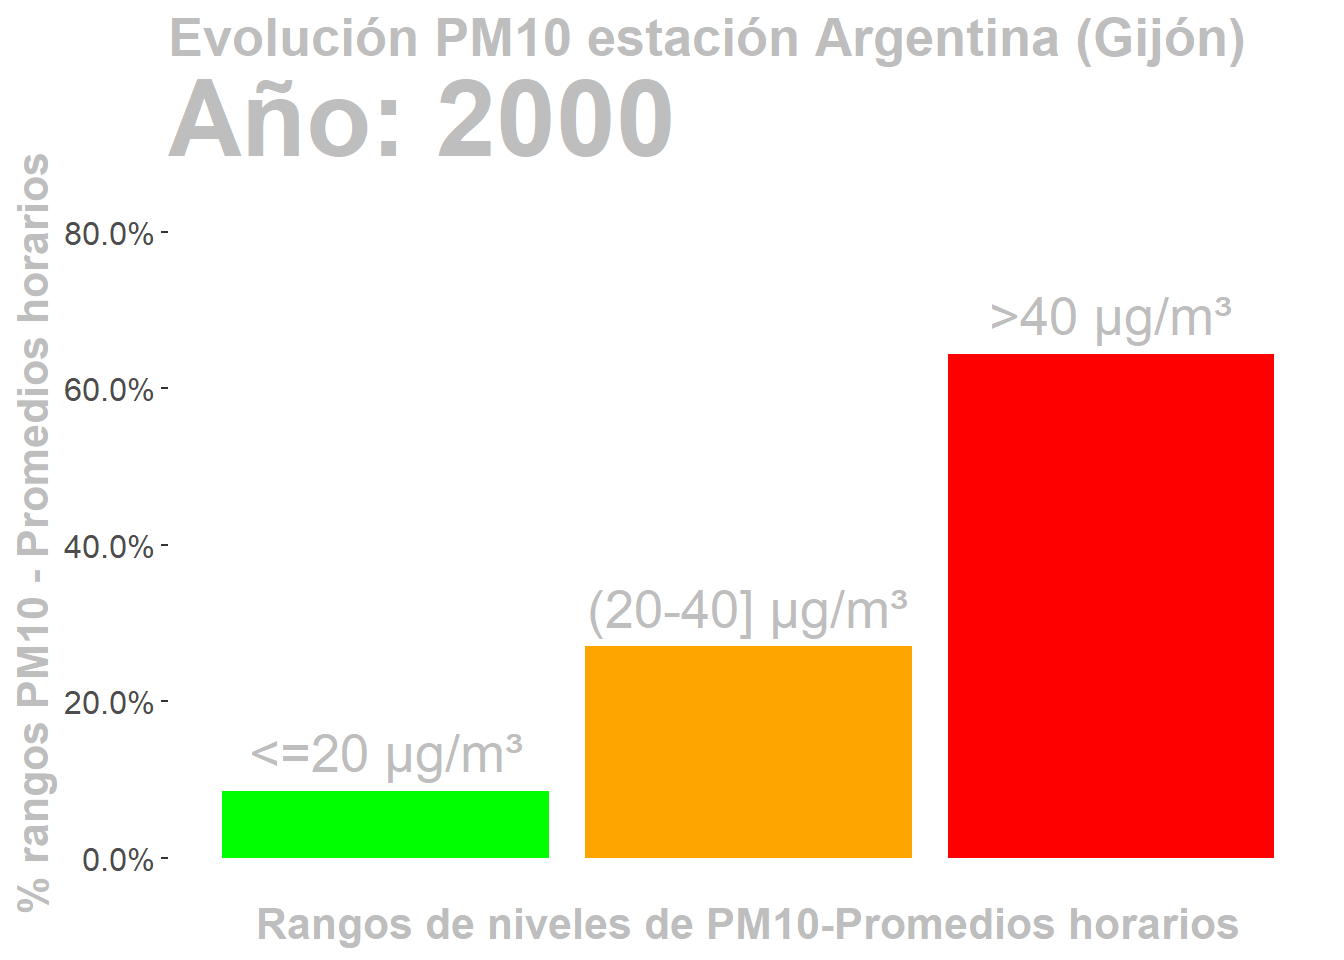 Evolución PM10 estación Argentina (Gijón)
Año: 2000
% rangos PM10 - Promedios horarios
80.0%
60.0%
40.0%
20.0%
0.0%
>40 µg/m³
(20-40] µg/m³
<=20 µg/m³
Rangos de niveles de PM10-Promedios horarios